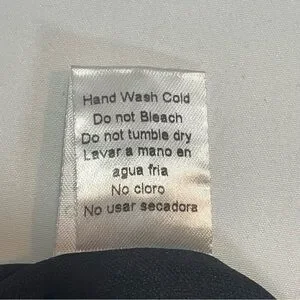 Hand Wash Cold
Do not Bleach
Do not tumble dry
Lavar a mano en
agua fria
No cloro
No usar secadora